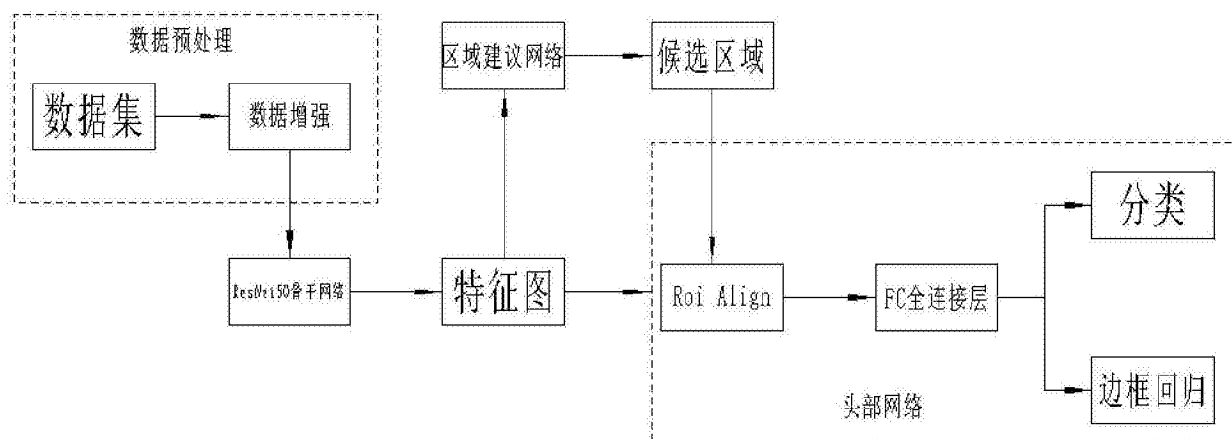 数据预处理
数据集
数据增强
区域建议网络
候选区域
ResNet50骨干网络
特征图
Roi Align
FC全连接层
分类
边框回归
头部网络